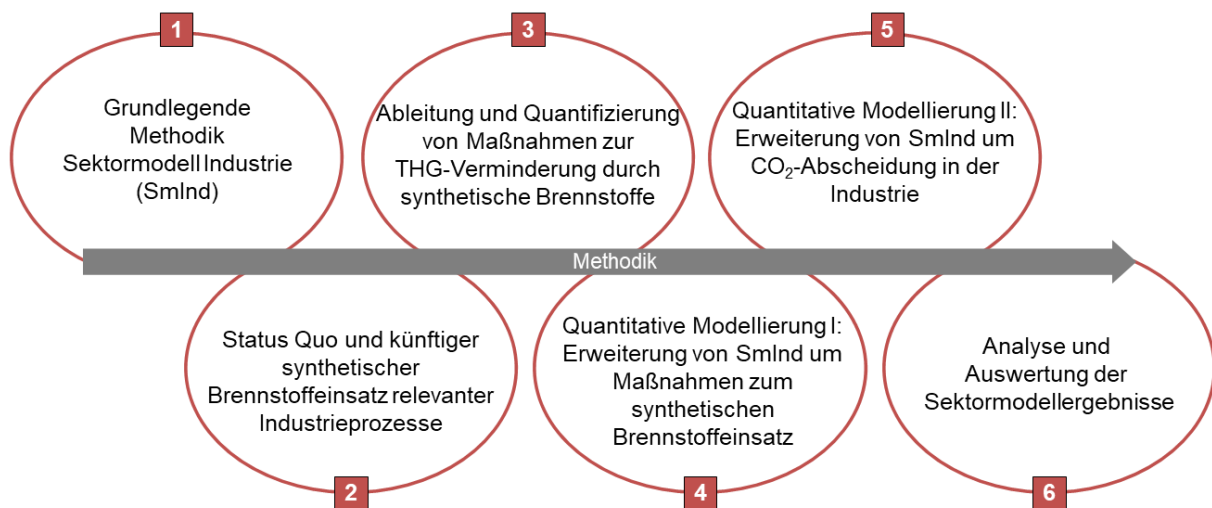 1
Grundlegende
Methodik
Sektormodell Industrie
(SmInd)
3
Ableitung und Quantifizierung
von Maßnahmen zur
THG-Verminderung durch
synthetische Brennstoffe
5
Quantitative Modellierung II:
Erweiterung von SmInd um
CO₂-Abscheidung in der
Industrie
Methodik
Status Quo und künftiger
synthetischer
Brennstoffeinsatz relevanter
Industrieprozesse
2
Quantitative Modellierung I:
Erweiterung von SmInd um
Maßnahmen zum
synthetischen
Brennstoffeinsatz
4
Analyse und
Auswertung der
Sektormodellergebnisse
6